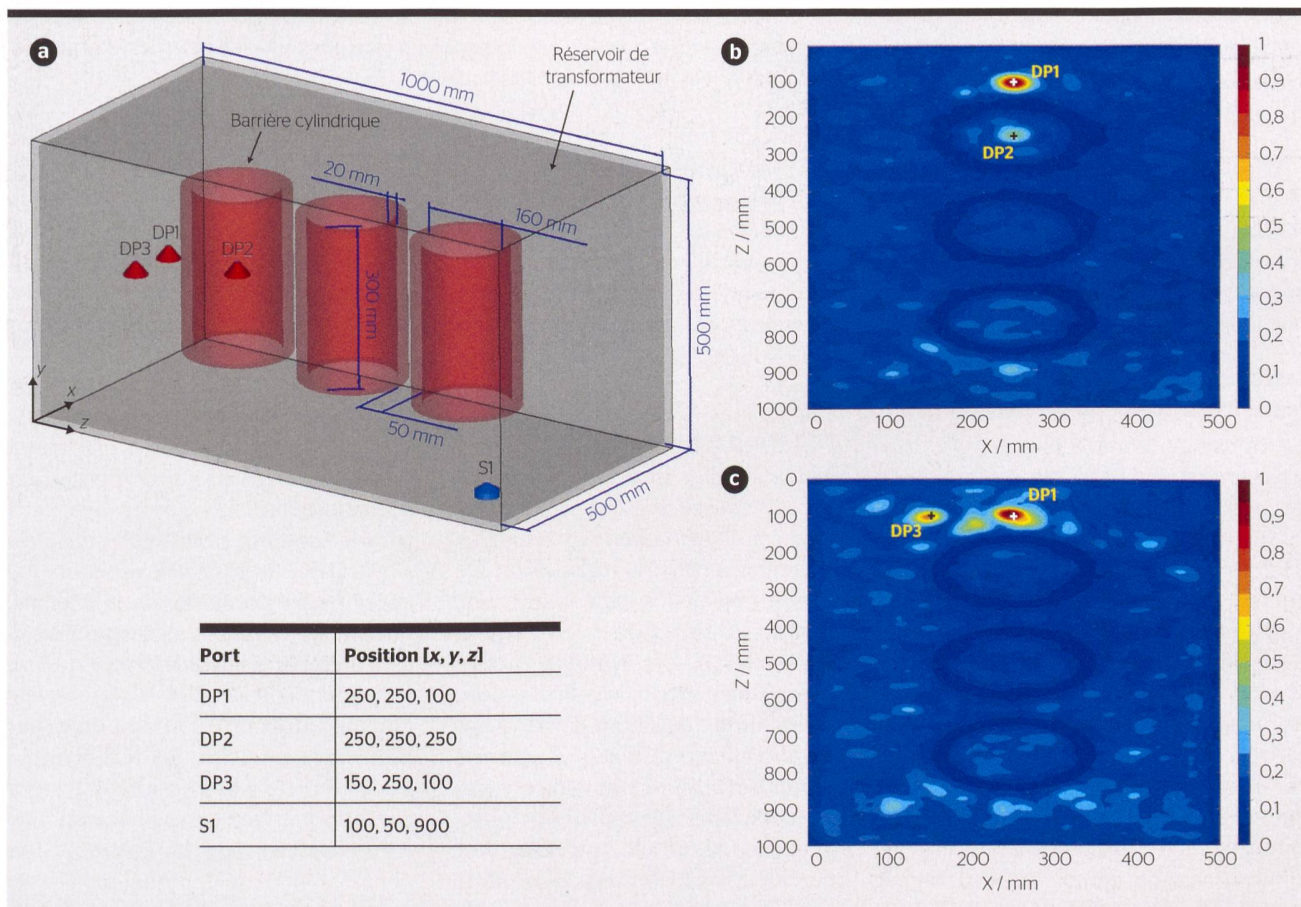 a
Réservoir de
transformateur
1000 mm
Barrière cylindrique
20 mm
160 mm
DP1
DP3
DP2
300 mm
500 mm
50 mm
y
x
z
S1
500 mm
Port
Position [x, y, z]
DP1
250, 250, 100
DP2
250, 250, 250
DP3
150, 250, 100
S1
100, 50, 900
b
0
100
200
300
400
500
600
700
800
900
1000
Z / mm
DP1
DP2
0
100
200
300
400
500
X / mm
1
0,9
0,8
0,7
0,6
0,5
0,4
0,3
0,2
0,1
0
c
0
100
200
300
400
500
600
700
800
900
1000
Z / mm
DP1
DP3
0
100
200
300
400
500
X / mm
1
0,9
0,8
0,7
0,6
0,5
0,4
0,3
0,2
0,1
0